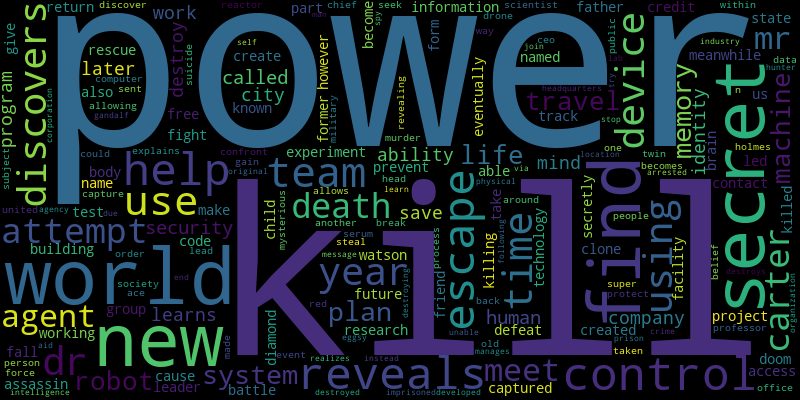 return discover work part information father credit within
reactor chief seek scientist
give discovers destroy suicide rescue create self
power become spy form drone way ceo named join industry mr state
meanwhile data hunter
later computer sent
also allowing
called city known
former however military revealing eventually
device public
headquarters try
travel track stop
program corporation gandalf free fight explains
murder
memory identity us n
secret machine
subject could confront experiment ability life mind one twin brain holmes
location via
help team gain prevent
body original
name capture head able becomes led arrested
physical contact killed
united agency test due use make allows learn death save take around
child mysterious another break
escape killing time technology secretly find people using
attempt security code serum steal
building order lead message watson process
friend following
clone belief
facility destroys carter organization
world society ace end year future destroying
kill red plan
super protect
back human company project
agent group learns diamond research unable defeat created professor
working new made event eggsy old crime
prison
fall aid realizes instead manages taken doom
person dr cause system reveals meet control access
force robot
assassin leader battle captured office
intelligence destroyed imprisoned developed